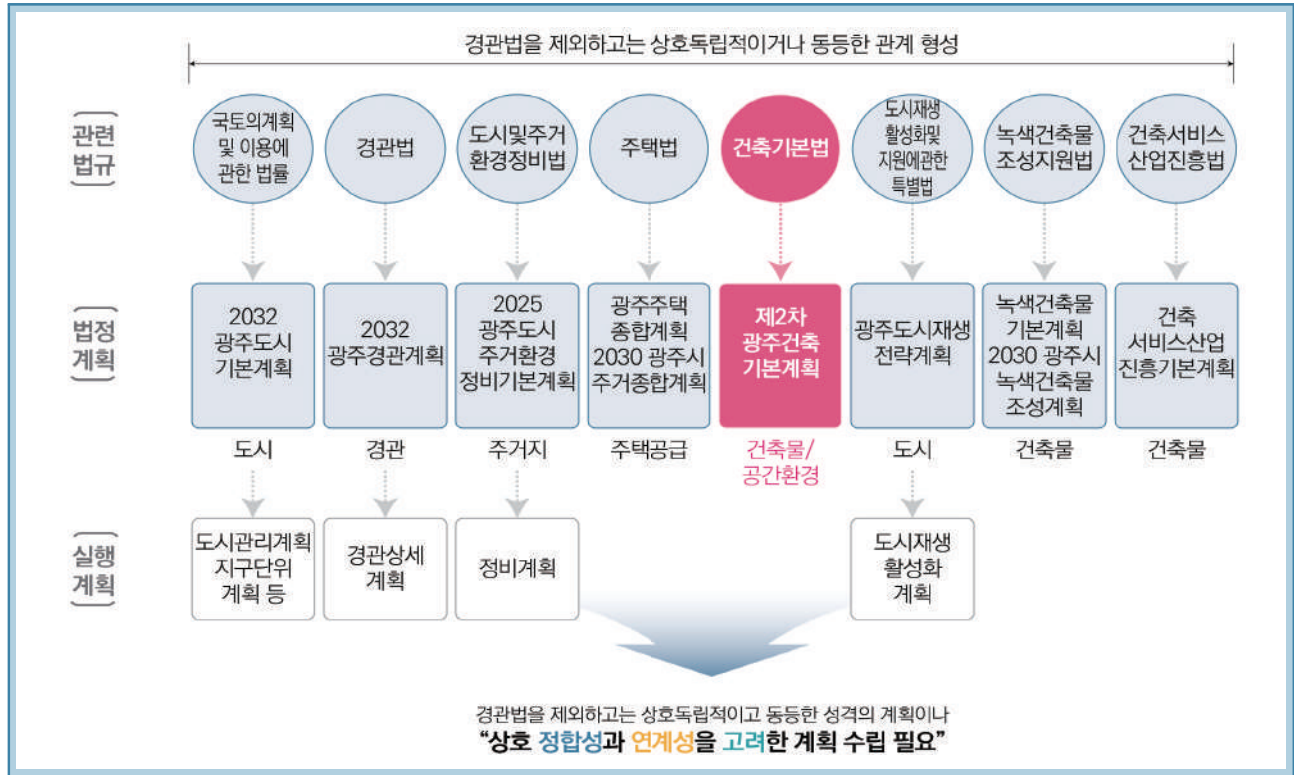 경관법을 제외하고는 상호독립적이거나 동등한 관계 형성
관련
법규
국토의계획
및 이용에
관한 법률
경관법
도시및주거
환경정비법
주택법
건축기본법
도시재생
활성화및
지원에관한
특별법
녹색건축물
조성지원법
건축서비스
산업진흥법
법정
계획
2032
광주도시
기본계획
2032
광주경관계획
2025
광주도시
주거환경
정비기본계획
광주주택
종합계획
2030 광주시
주거종합계획
제2차
광주건축
기본계획
광주도시재생
전략계획
녹색건축물
기본계획
2030 광주시
녹색건축물
조성계획
건축
서비스산업
진흥기본계획
도시
경관
주거지
주택공급
건축물/
공간환경
도시
건축물
건축물
실행
계획
도시관리계획
지구단위
계획 등
경관상세
계획
정비계획
도시재생
활성화
계획
경관법을 제외하고는 상호독립적이고 동등한 성격의 계획이나
“상호 정합성과 연계성을 고려한 계획 수립 필요”